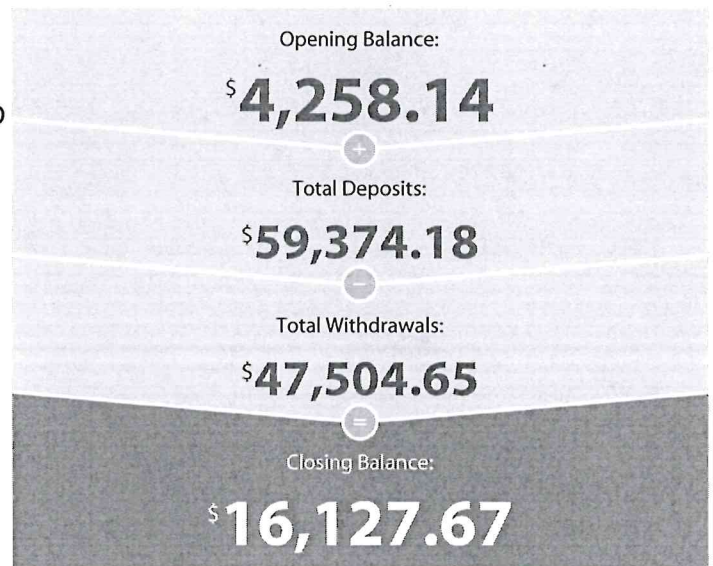 Opening Balance:
$4,258.14
+
Total Deposits:
$59,374.18
−
Total Withdrawals:
$47,504.65
=
Closing Balance:
$16,127.67